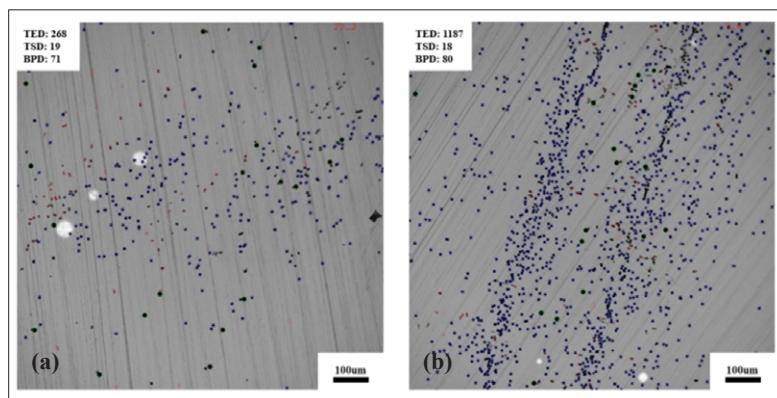 TED: 268
TSD: 19
BPD: 71
(a)
100um
TED: 1187
TSD: 18
BPD: 80
(b)
100um